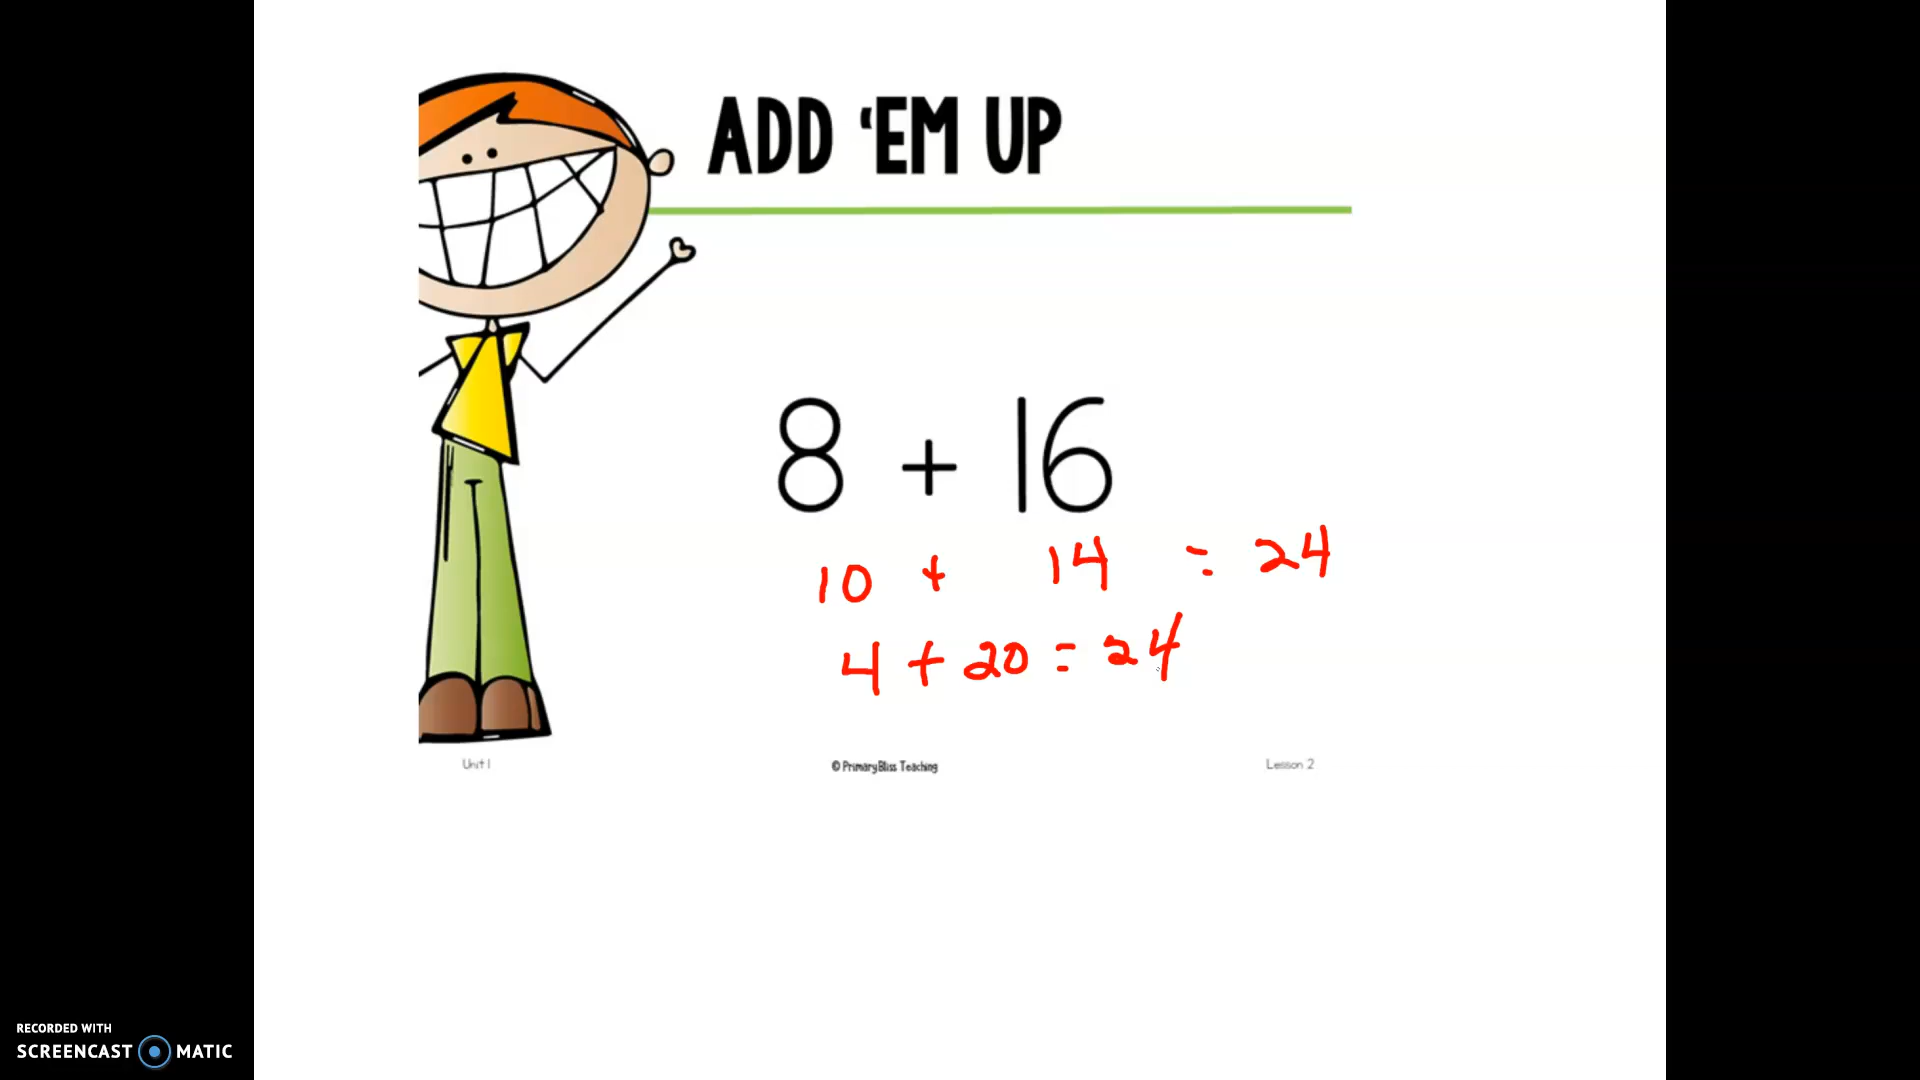 ADD ‘EM UP
8 + 16
10 + 14 = 24
4 + 20 = 24
Unit 1 © PrimaryBliss Teaching Lesson 2
RECORDED WITH
SCREENCAST MATIC